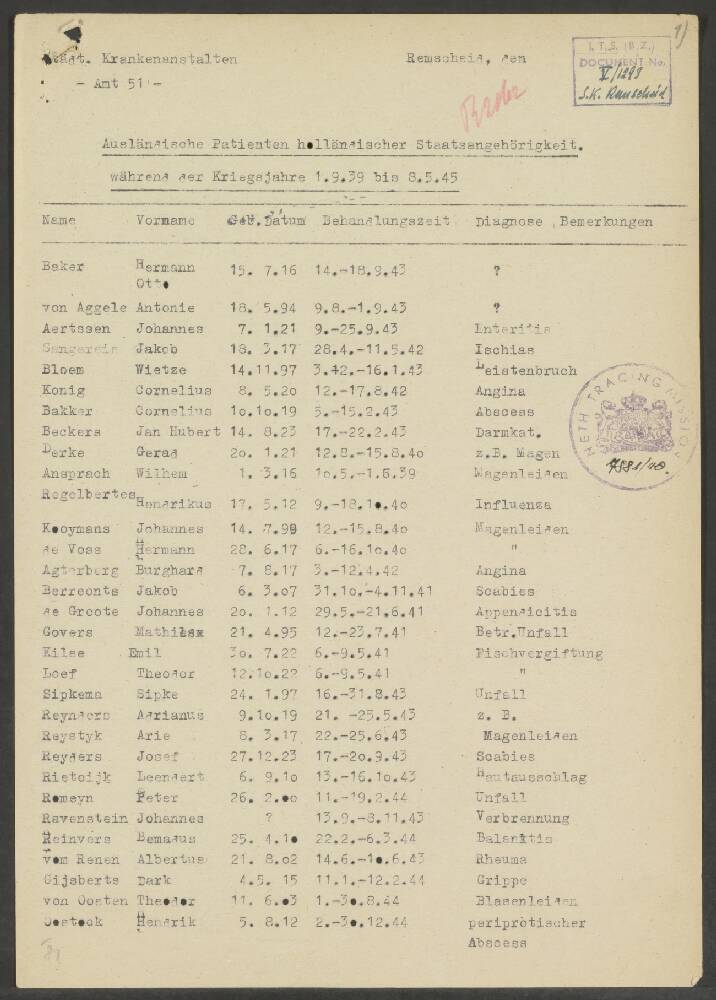 1)
Städt. Krankenanstalten Remscheid, den
- Amt 51 -
I.T.S. (B.Z.)
DOCUMENT No.
V/1293
S.K. Remscheid
Ausländische Patienten holländischer Staatsangehörigkeit.
während der Kriegsjahre 1.9.39 bis 8.5.45
Name Vorname Geb.Datum Behandlungszeit Diagnose Bemerkungen
Baker Hermann 15. 7.16 14.-18.9.43 ?
Otto
von Aggele Antonie 18. 5.94 9.8.-1.9.43 ?
Aertssen Johannes 7. 1.21 9.-25.9.43 Enteritis
Jakob 18. 3.17 28.4.-11.5.42 Ischias
Bloem Wietze 14.11.97 3.12.-16.1.43 Leistenbruch
Konig Cornelius 8. 5.20 12.-17.8.42 Angina
Bakker Cornelius 10.10.19 5.-15.2.43 Abscess
Beckers Jan Hubert 14. 8.23 17.-22.2.43 Darmkat.
Derke Gerad 20. 1.21 12.8.-15.8.40 z.B. Magen
Ansprach Wilhem 1. 3.16 10.5.-1.6.39 Magenleiden
Regelbertes Hendrikus 17. 5.12 9.-18.10.40 Influenza
Kooymans Johannes 14. 7.99 12.-15.8.40 Magenleiden
de Voss Hermann 28. 6.17 6.-16.10.40 "
Agterberg Burghard 7. 8.17 3.-12.4.42 Angina
Berreonts Jakob 6. 3.07 31.10.-4.11.41 Scabies
de Groote Johannes 20. 1.12 29.5.-21.6.41 Appendicitis
Govers Mathias 21. 4.95 12.-23.7.41 Betr.Unfall
Kilse Emil 30. 7.22 6.-9.5.41 Fischvergiftung
Loef Theodor 12.10.22 6.-9.5.41 "
Sipkema Sipke 24. 1.97 16.-31.8.43 Unfall
Reynders Adrianus 9.10.19 21. -25.5.43 z. B.
Reystyk Arie 8. 3.17 22.-25.6.43 Magenleiden
Reyders Josef 27.12.23 17.-20.9.43 Scabies
Rietdijk Leendert 6. 9.10 13.-16.10.43 Hautausschlag
Romeyn Peter 26. 2.00 11.-19.2.44 Unfall
Ravenstein Johannes ? 13.9.-8.11.43 Verbrennung
Reinvers Bernadus 25. 4.10 22.2.-6.3.44 Balanitis
vom Renen Albertus 21. 8.02 14.6.-10.6.43 Rheuma
Gijsberts Dark 4.5. 15 11.1.-12.2.44 Grippe
von Oosten Theodor 11. 6.03 1.-30.8.44 Blasenleiden
Oostook Hendrik 5. 8.12 2.-30.12.44 periprötischer
Abscess
NETH TRACING MISSION